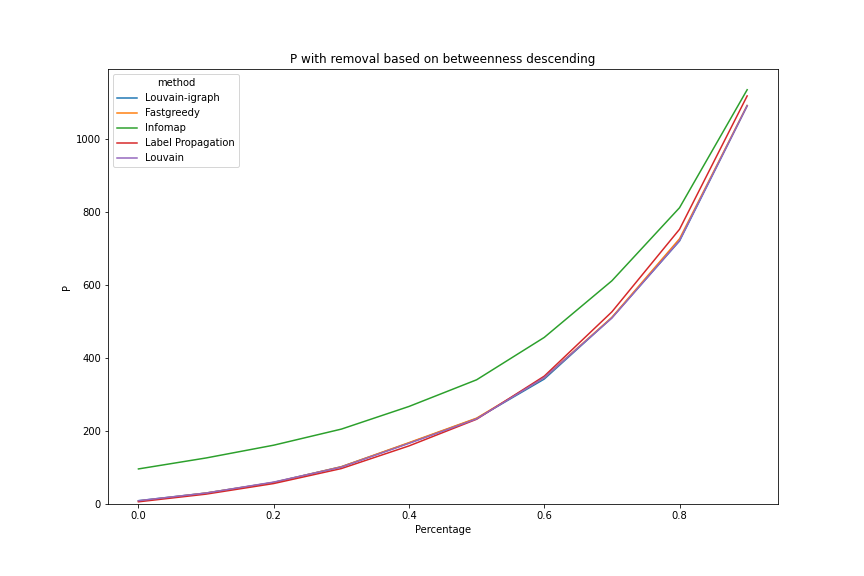 P with removal based on betweenness descending
method
Louvain-igraph
Fastgreedy
Infomap
Label Propagation
Louvain
1000
800
600
400
200
0
P
0.0 0.2 0.4 0.6 0.8
Percentage